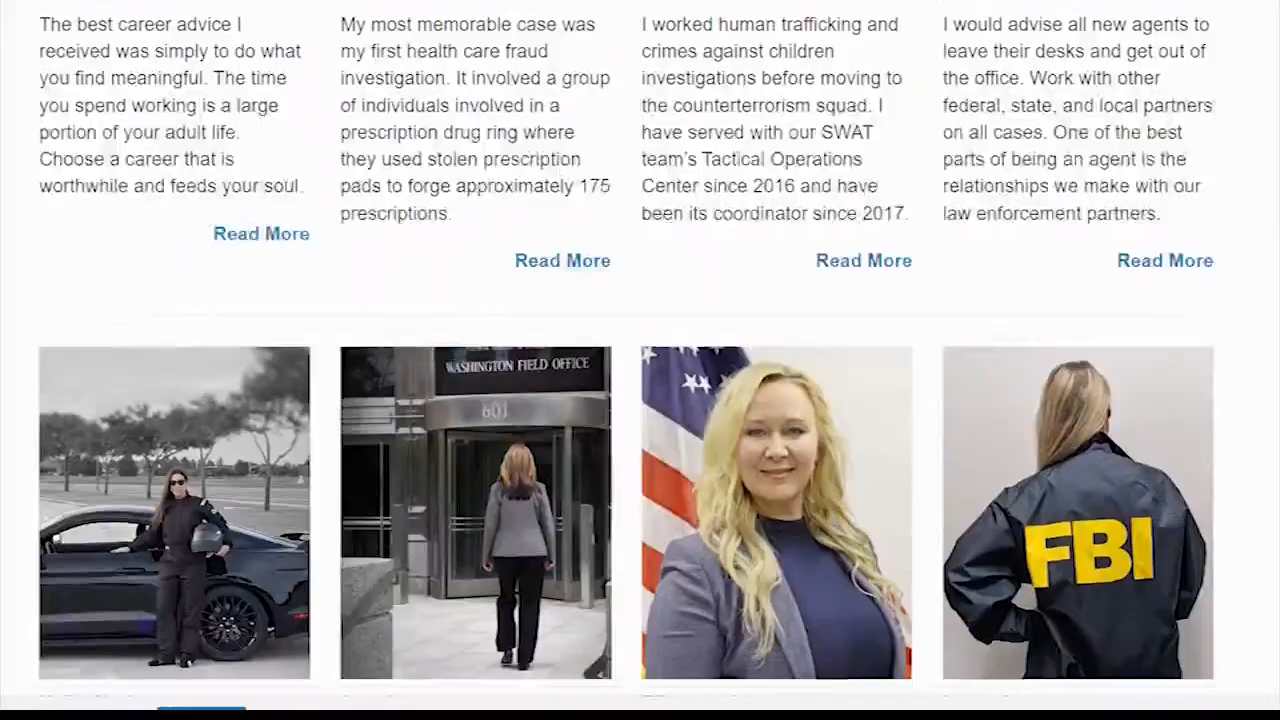 The best career advice I
received was simply to do what
you find meaningful. The time
you spend working is a large
portion of your adult life.
Choose a career that is
worthwhile and feeds your soul.
Read More
My most memorable case was
my first health care fraud
investigation. It involved a group
of individuals involved in a
prescription drug ring where
they used stolen prescription
pads to forge approximately 175
prescriptions.
Read More
I worked human trafficking and
crimes against children
investigations before moving to
the counterterrorism squad. I
have served with our SWAT
team's Tactical Operations
Center since 2016 and have
been its coordinator since 2017.
Read More
I would advise all new agents to
leave their desks and get out of
the office. Work with other
federal, state, and local partners
on all cases. One of the best
parts of being an agent is the
relationships we make with our
law enforcement partners.
Read More
WASHINGTON FIELD OFFICE
601
FBI